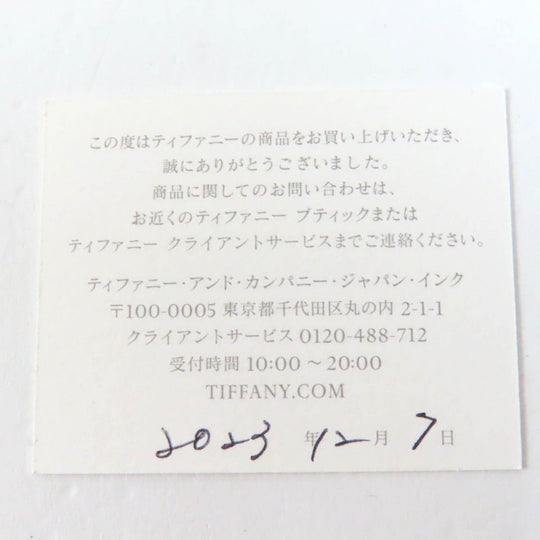 この度はティファニーの商品をお買い上げいただき、
誠にありがとうございました。
商品に関してのお問い合わせは、
お近くのティファニー ブティックまたは
ティファニー クライアントサービスまでご連絡ください。
ティファニー・アンド・カンパニー・ジャパン・インク
〒100-0005 東京都千代田区丸の内 2-1-1
クライアントサービス 0120-488-712
受付時間 10:00 〜 20:00
TIFFANY.COM
2023 年 12 月 7 日